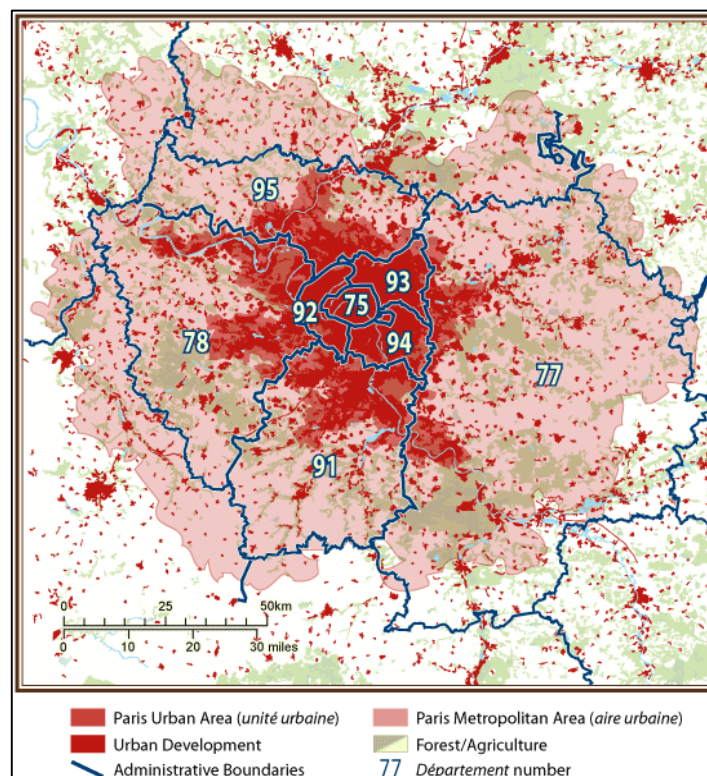 95
93
75
92
94
78
77
91
0 25 50km
0 10 20 30 miles
Paris Urban Area (unité urbaine)
Paris Metropolitan Area (aire urbaine)
Urban Development
Forest/Agriculture
Administrative Boundaries
77 Département number